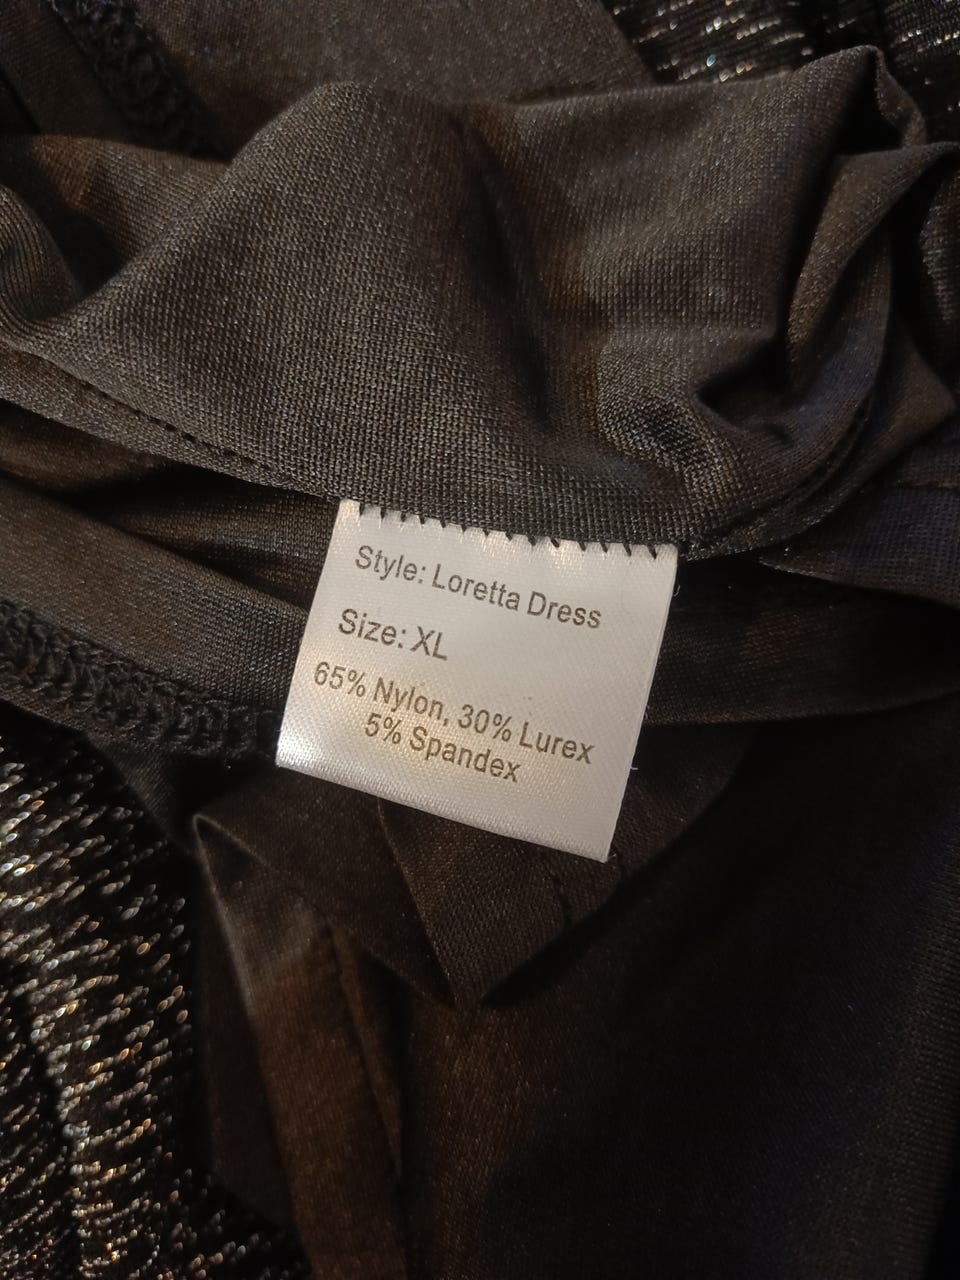 Style: Loretta Dress
Size: XL
65% Nylon, 30% Lurex
5% Spandex